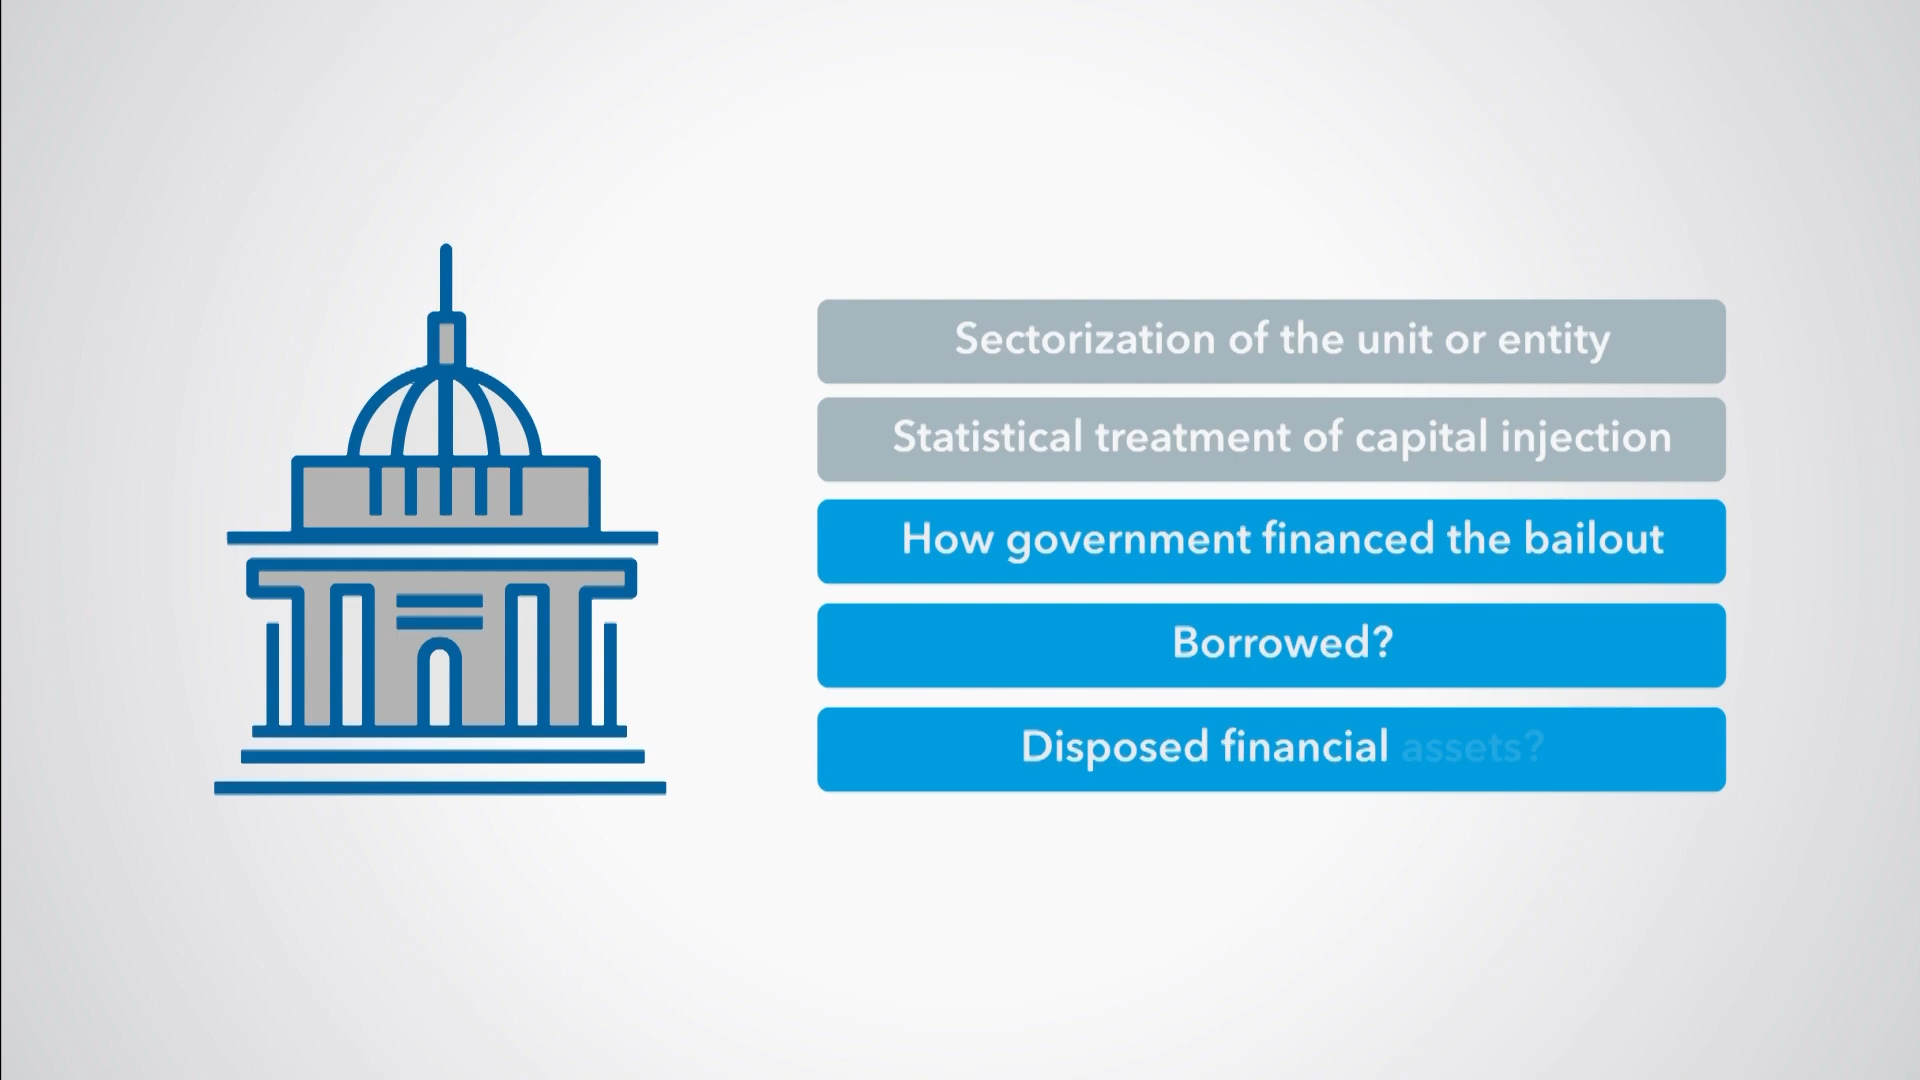 Sectorization of the unit or entity
Statistical treatment of capital injection
How government financed the bailout
Borrowed?
Disposed financial assets?